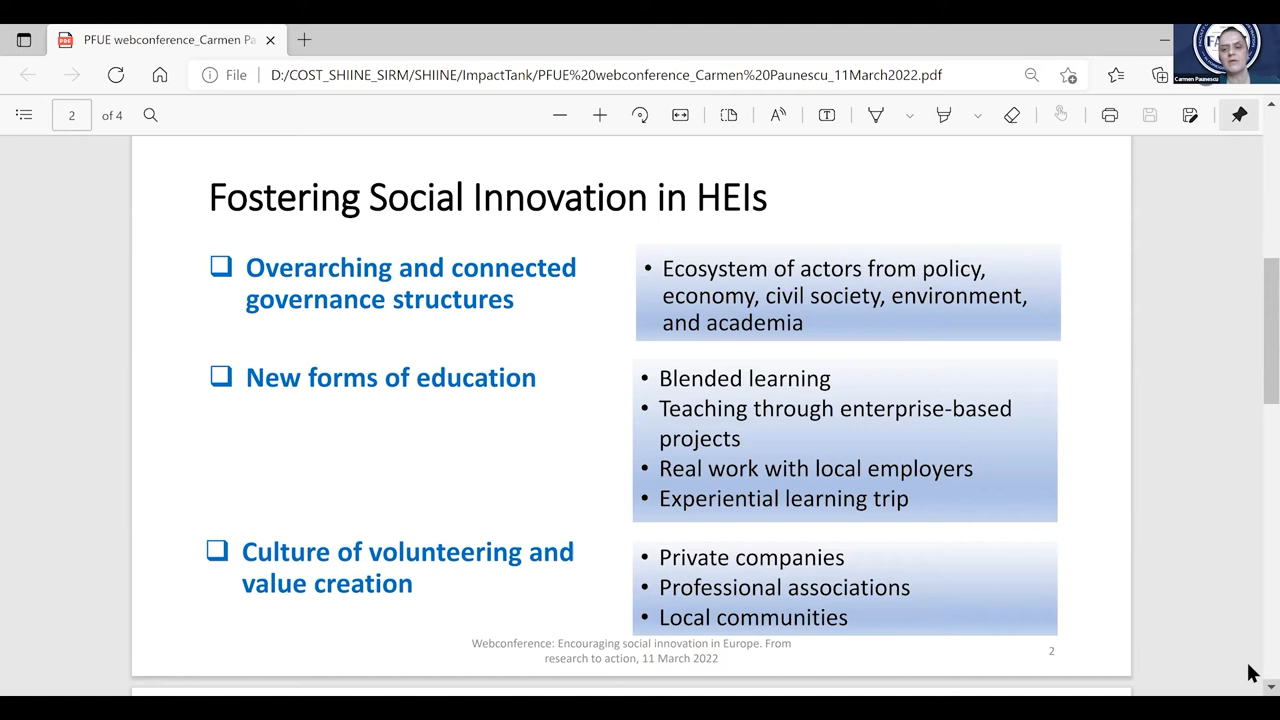 PFUE webconference_Carmen Pa
File
D:/COST_SHIINE_SIRM/SHIINE/ImpactTank/PFUE%20webconference_Carmen%20Paunescu_11March2022.pdf
Carmen Paunescu
2
of 4
Fostering Social Innovation in HEIs
Overarching and connected
governance structures
• Ecosystem of actors from policy,
economy, civil society, environment,
and academia
New forms of education
• Blended learning
• Teaching through enterprise-based
projects
• Real work with local employers
• Experiential learning trip
Culture of volunteering and
value creation
• Private companies
• Professional associations
• Local communities
Webconference: Encouraging social innovation in Europe. From
research to action, 11 March 2022
2